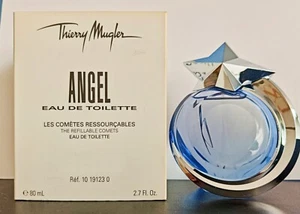 Thierry Mugler
ANGEL
EAU DE TOILETTE
LES COMÈTES RESSOURÇABLES
THE REFILLABLE COMETS
EAU DE TOILETTE
Réf. 10 19123 0
℮ 80 mL 2.7 Fl. Oz.